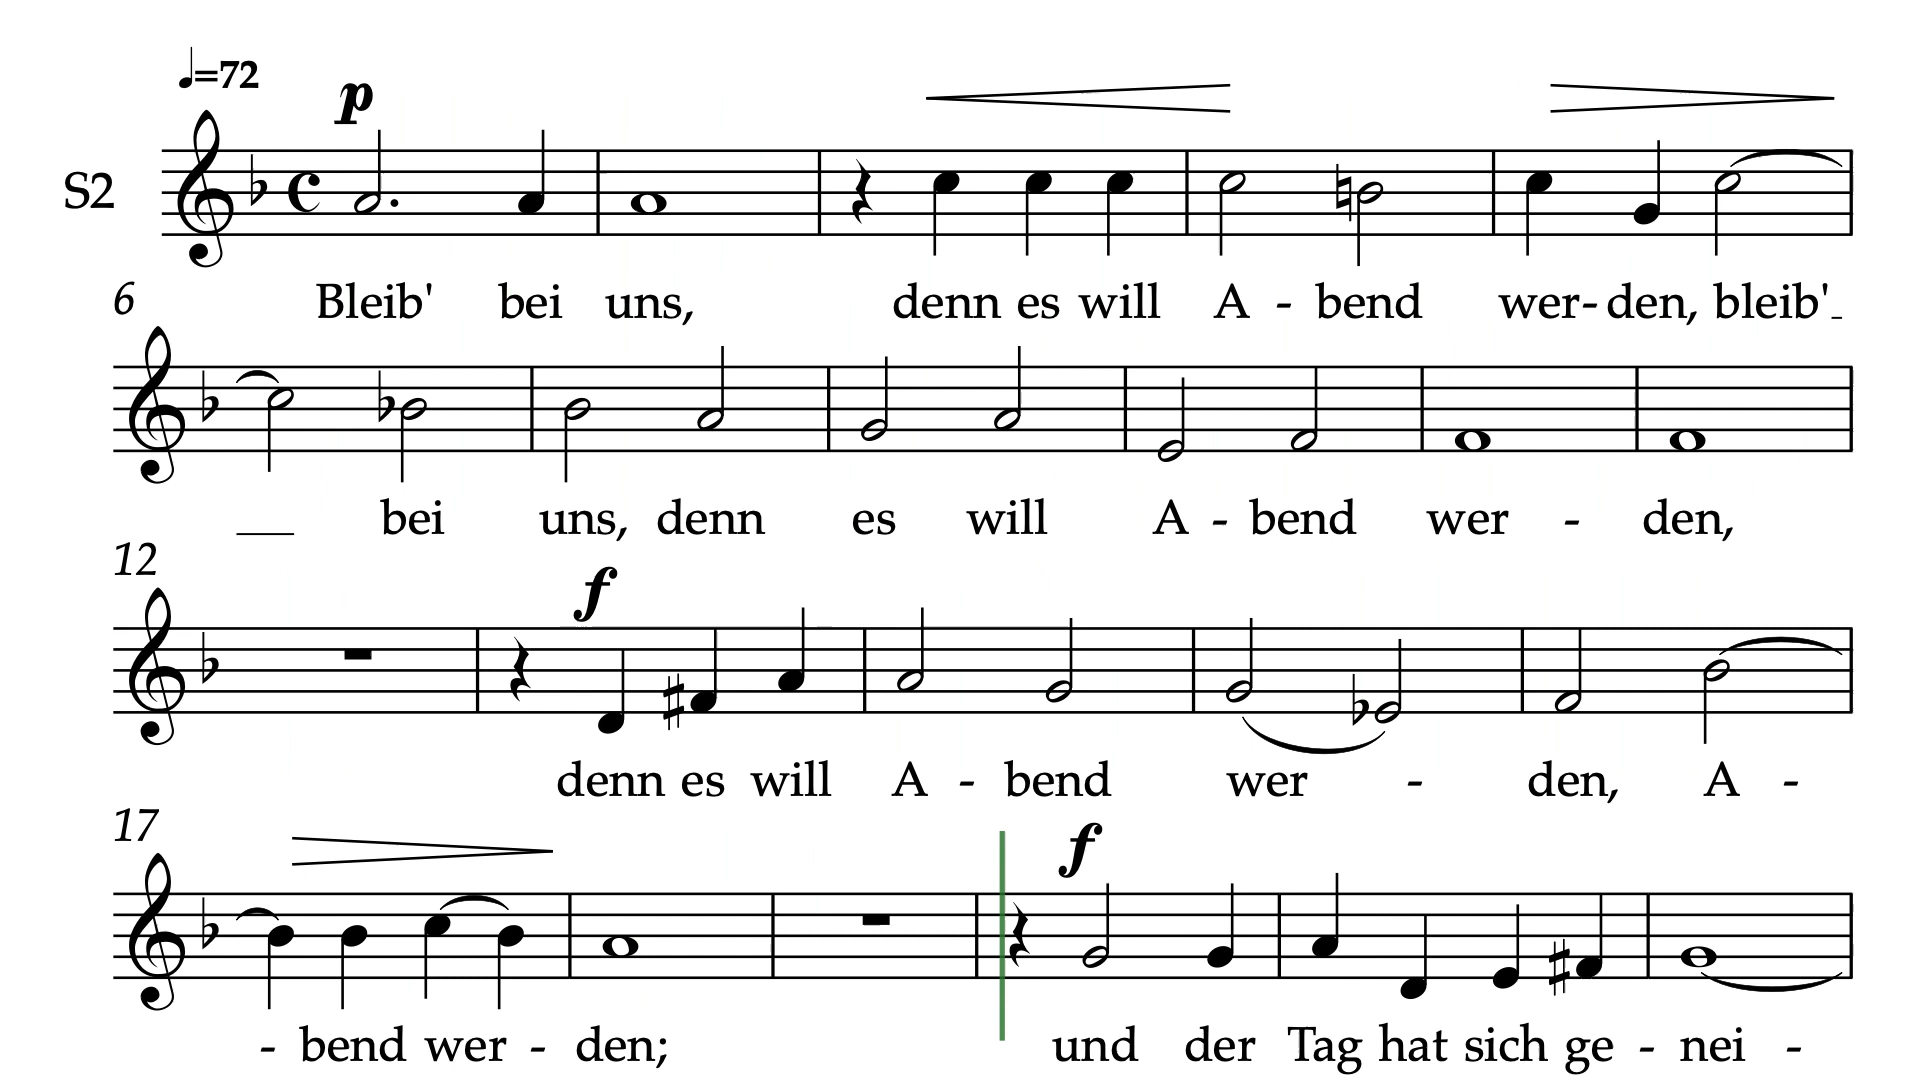 ♩=72
p
S2
Bleib' bei uns, denn es will A - bend wer- den, bleib'_
6
__ bei uns, denn es will A - bend wer - den,
12
f
denn es will A - bend wer - den, A -
17
f
- bend wer - den; und der Tag hat sich ge - nei -